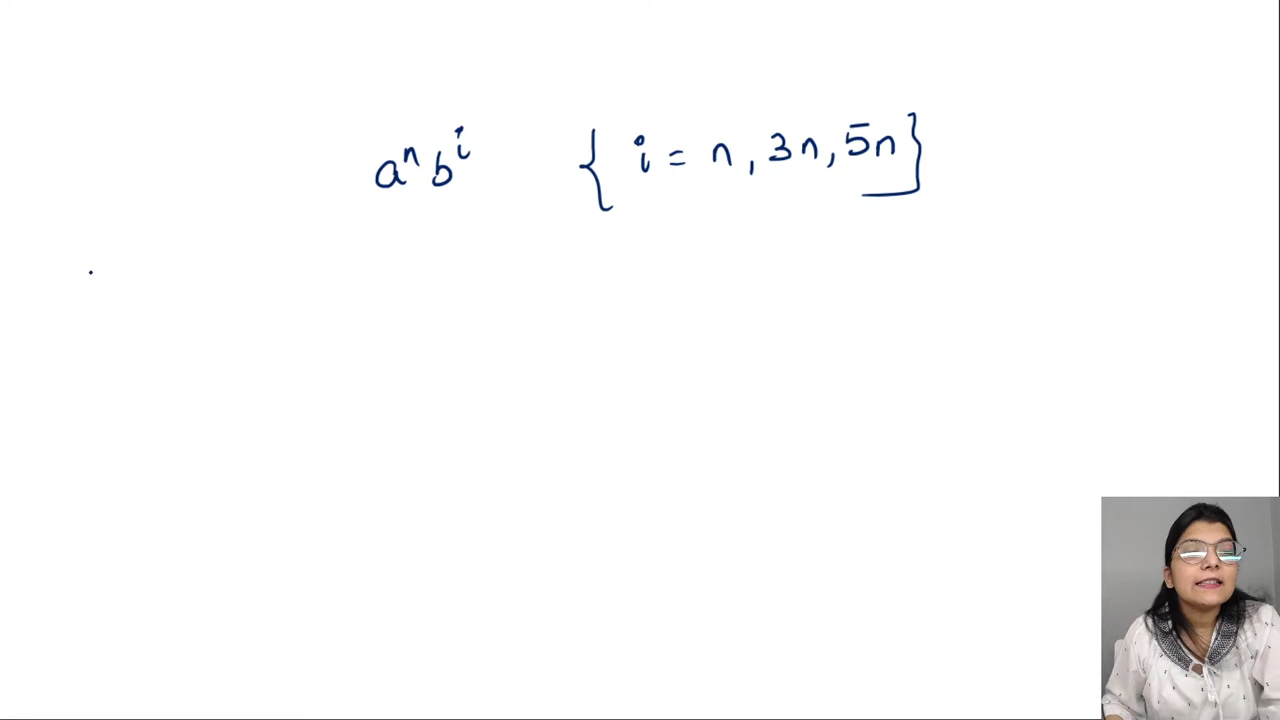 aⁿbⁱ { i = n, 3n, 5n }